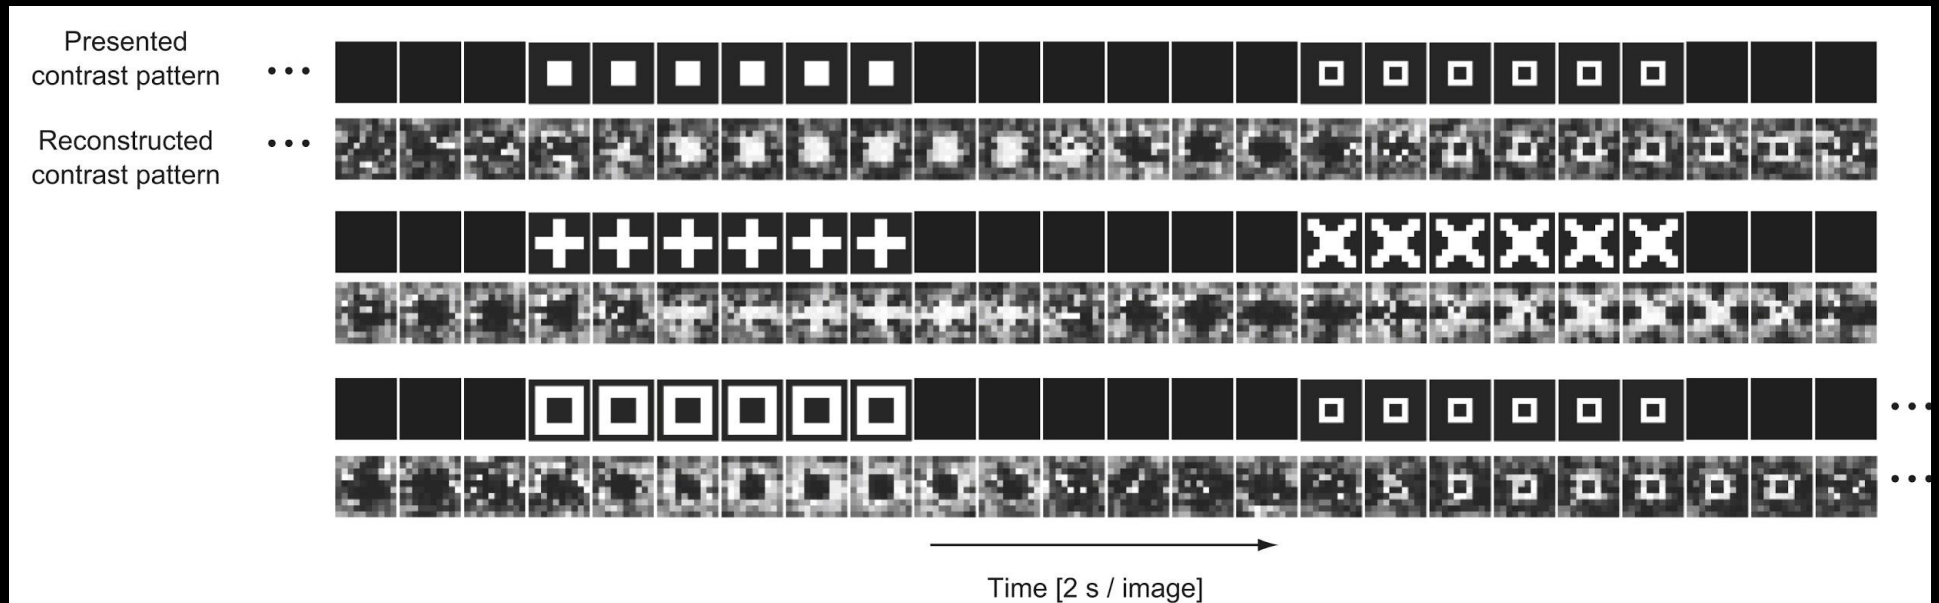 Presented
contrast pattern
Reconstructed
contrast pattern
Time [2 s / image]